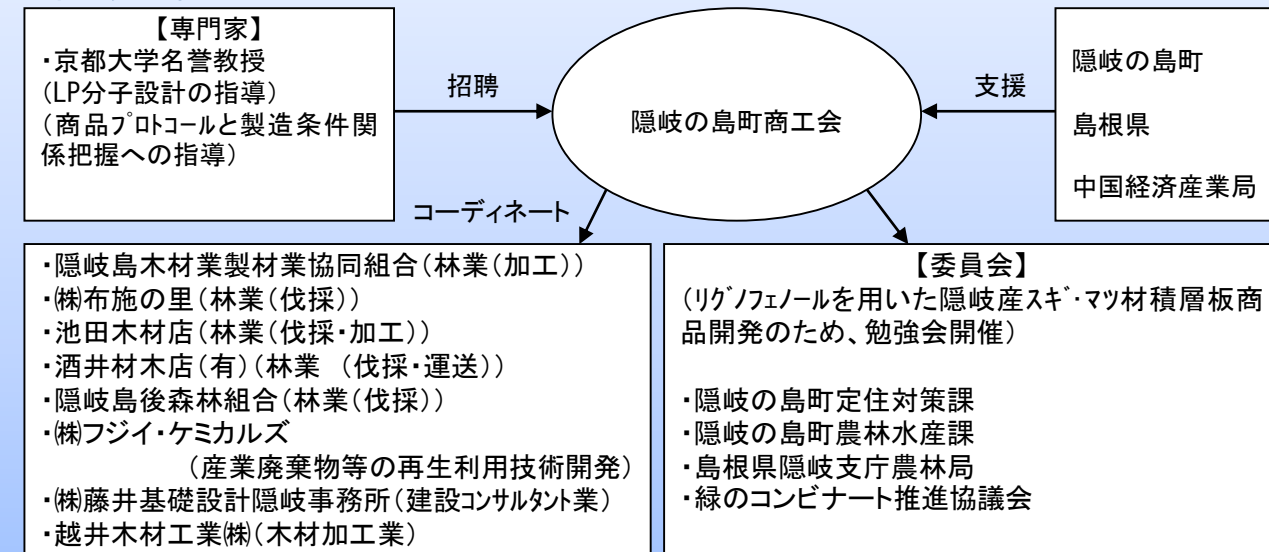 【専門家】
・京都大学名誉教授
(LP分子設計の指導)
(商品ﾌﾟﾛﾄｺｰﾙと製造条件関
係把握への指導)
招聘
隠岐の島町商工会
支援
隠岐の島町
島根県
中国経済産業局
コーディネート
・隠岐島木材業製材業協同組合(林業(加工))
・㈱布施の里(林業(伐採))
・池田木材店(林業(伐採・加工))
・酒井材木店(有)(林業 (伐採・運送))
・隠岐島後森林組合(林業(伐採))
・㈱フジイ・ケミカルズ
(産業廃棄物等の再生利用技術開発)
・㈱藤井基礎設計隠岐事務所(建設ｺﾝｻﾙﾀﾝﾄ業)
・越井木材工業㈱(木材加工業)
【委員会】
(ﾘｸﾞﾉﾌｪﾉｰﾙを用いた隠岐産ｽｷﾞ・ﾏﾂ材積層板商
品開発のため、勉強会開催)
・隠岐の島町定住対策課
・隠岐の島町農林水産課
・島根県隠岐支庁農林局
・緑のコンビナート推進協議会